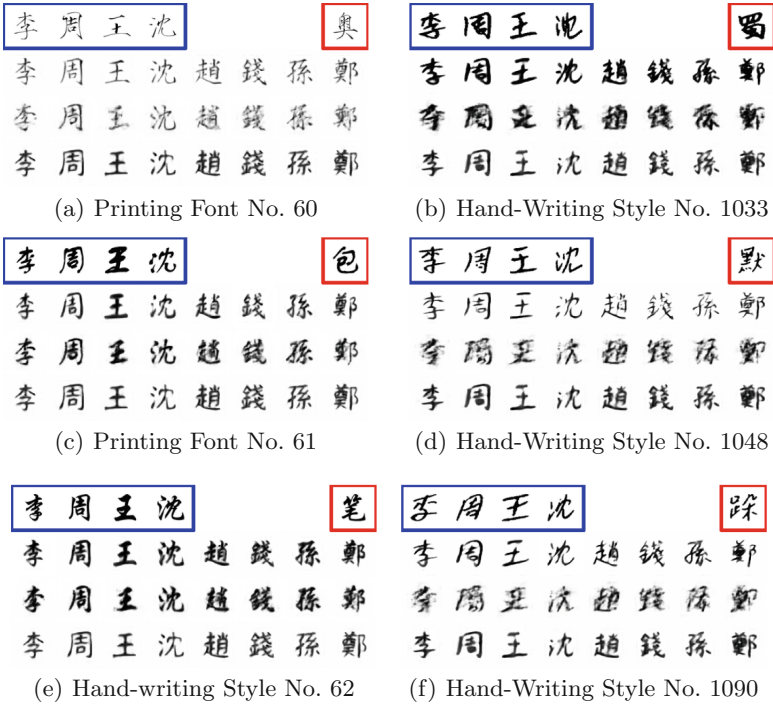 李 周 王 沈 奥
李 周 王 沈 趙 錢 孫 鄭
李 周 王 沈 趙 錢 孫 鄭
李 周 王 沈 趙 錢 孫 鄭
(a) Printing Font No. 60
李 周 王 沈 蜀
李 周 王 沈 趙 錢 孫 鄭
李 周 王 沈 趙 錢 孫 鄭
(b) Hand-Writing Style No. 1033
李 周 王 沈 包
李 周 王 沈 趙 錢 孫 鄭
李 周 王 沈 趙 錢 孫 鄭
李 周 王 沈 趙 錢 孫 鄭
(c) Printing Font No. 61
李 周 王 沈 默
李 周 王 沈 趙 錢 孫 鄭
李 周 王 沈 趙 錢 孫 鄭
(d) Hand-Writing Style No. 1048
李 周 王 沈 笔
李 周 王 沈 趙 錢 孫 鄭
李 周 王 沈 趙 錢 孫 鄭
李 周 王 沈 趙 錢 孫 鄭
(e) Hand-writing Style No. 62
李 周 王 沈 跺
李 周 王 沈 趙 錢 孫 鄭
李 周 王 沈 趙 錢 孫 鄭
(f) Hand-Writing Style No. 1090